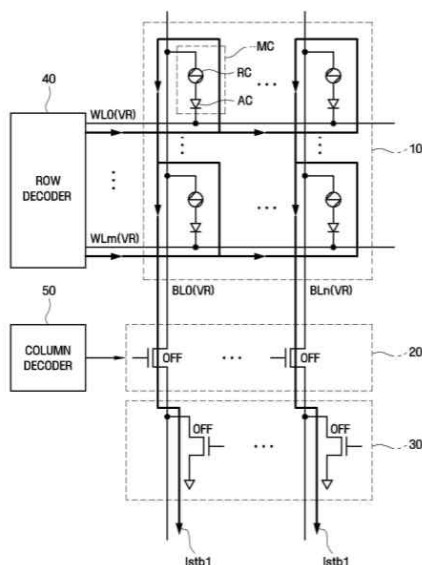 MC
RC
AC
40
WL0(VR)
10
ROW
DECODER
WLm(VR)
BL0(VR)
BLn(VR)
50
COLUMN
DECODER
OFF
OFF
20
OFF
OFF
30
Istb1
Istb1